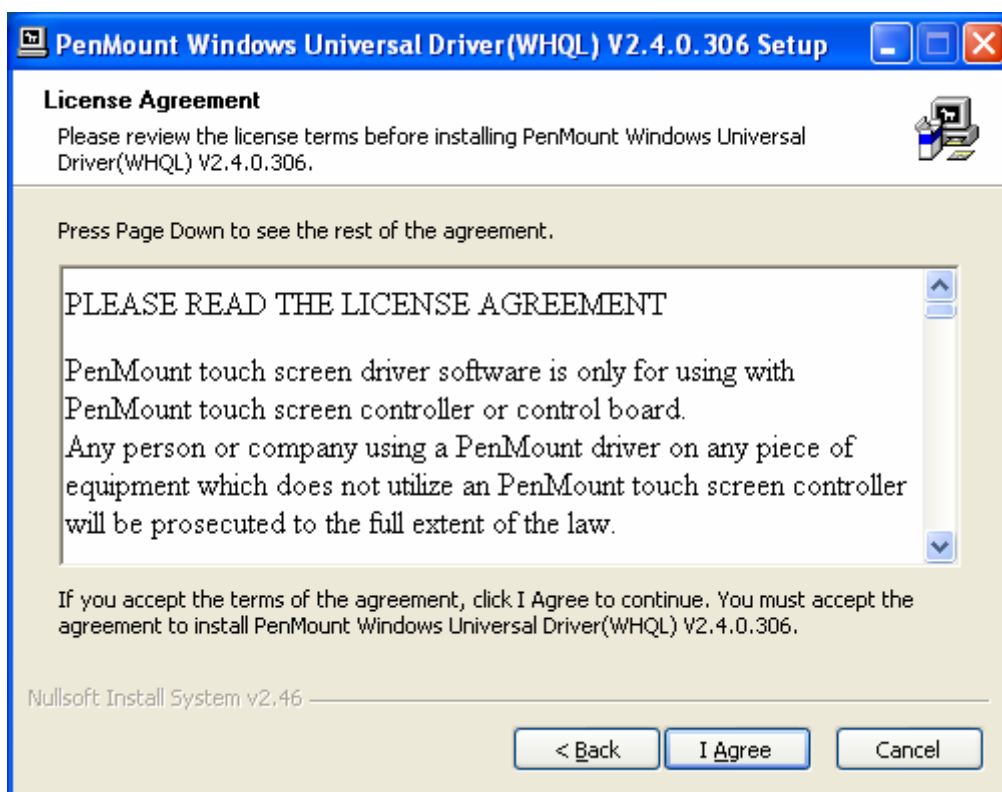 PenMount Windows Universal Driver(WHQL) V2.4.0.306 Setup
License Agreement
Please review the license terms before installing PenMount Windows Universal
Driver(WHQL) V2.4.0.306.
Press Page Down to see the rest of the agreement.
PLEASE READ THE LICENSE AGREEMENT
PenMount touch screen driver software is only for using with
PenMount touch screen controller or control board.
Any person or company using a PenMount driver on any piece of
equipment which does not utilize an PenMount touch screen controller
will be prosecuted to the full extent of the law.
If you accept the terms of the agreement, click I Agree to continue. You must accept the
agreement to install PenMount Windows Universal Driver(WHQL) V2.4.0.306.
Nullsoft Install System v2.46
< Back
I Agree
Cancel